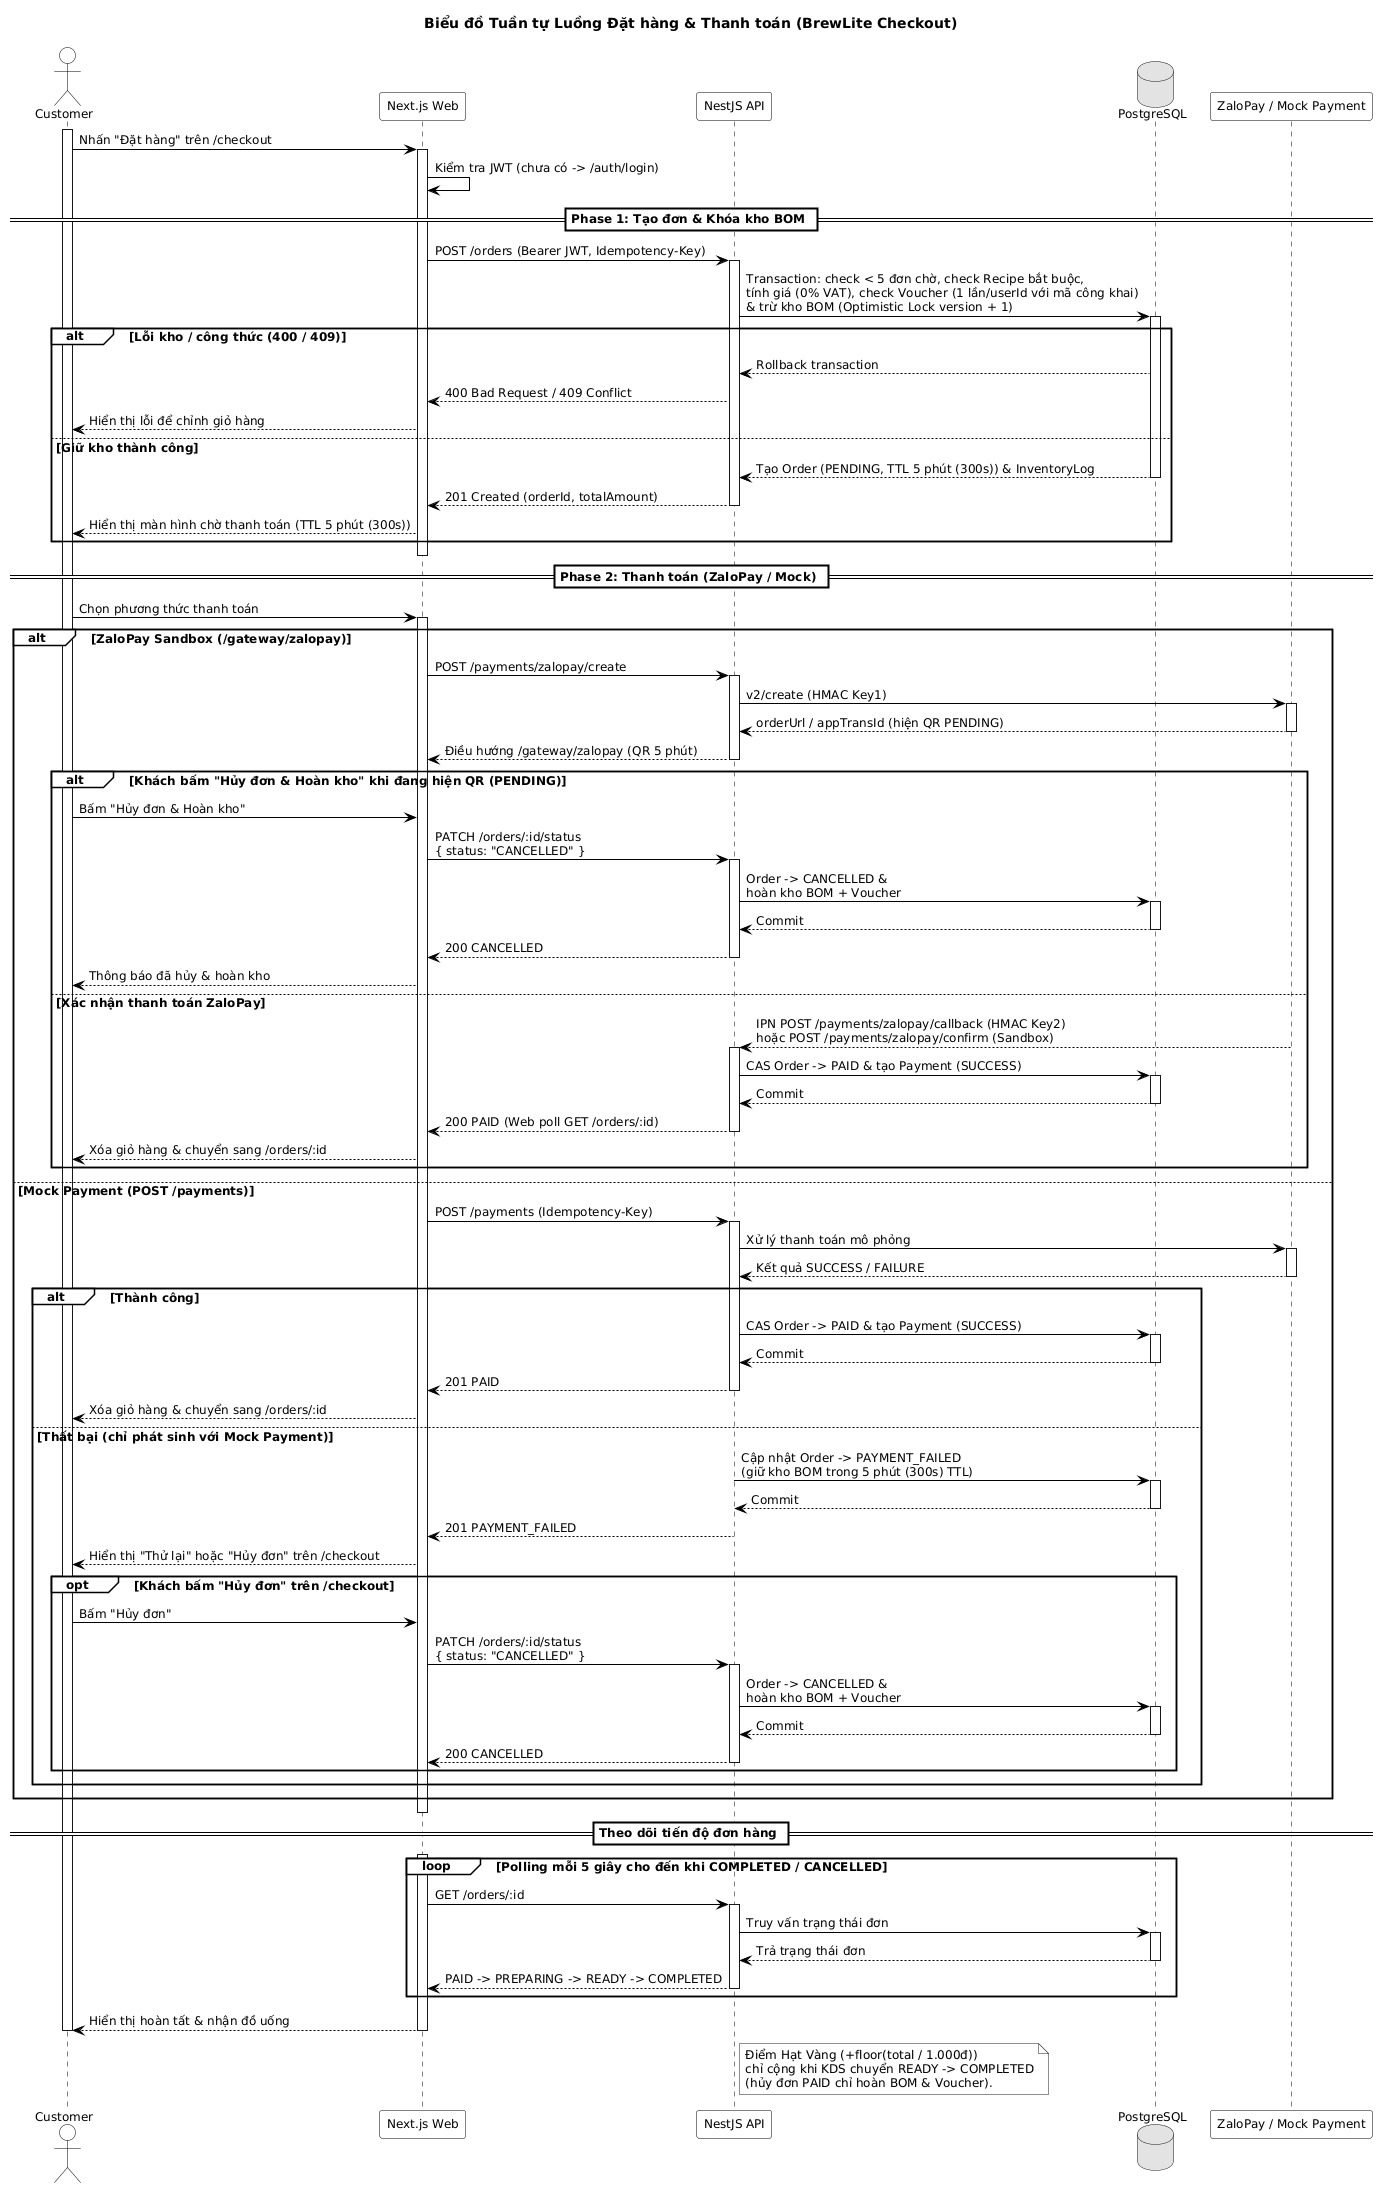 Biểu đồ Tuần tự Luồng Đặt hàng & Thanh toán (BrewLite Checkout)
Customer
Next.js Web
NestJS API
PostgreSQL
ZaloPay / Mock Payment
Nhấn "Đặt hàng" trên /checkout
Kiểm tra JWT (chưa có -> /auth/login)
Phase 1: Tạo đơn & Khóa kho BOM
POST /orders (Bearer JWT, Idempotency-Key)
Transaction: check < 5 đơn chờ, check Recipe bắt buộc,
tính giá (0% VAT), check Voucher (1 lần/userId với mã công khai)
& trừ kho BOM (Optimistic Lock version + 1)
alt
[Lỗi kho / công thức (400 / 409)]
Rollback transaction
400 Bad Request / 409 Conflict
Hiển thị lỗi để chỉnh giỏ hàng
[Giữ kho thành công]
Tạo Order (PENDING, TTL 5 phút (300s)) & InventoryLog
201 Created (orderId, totalAmount)
Hiển thị màn hình chờ thanh toán (TTL 5 phút (300s))
Phase 2: Thanh toán (ZaloPay / Mock)
Chọn phương thức thanh toán
alt
[ZaloPay Sandbox (/gateway/zalopay)]
POST /payments/zalopay/create
v2/create (HMAC Key1)
orderUrl / appTransId (hiện QR PENDING)
Điều hướng /gateway/zalopay (QR 5 phút)
alt
[Khách bấm "Hủy đơn & Hoàn kho" khi đang hiện QR (PENDING)]
Bấm "Hủy đơn & Hoàn kho"
PATCH /orders/:id/status
{ status: "CANCELLED" }
Order -> CANCELLED &
hoàn kho BOM + Voucher
Commit
200 CANCELLED
Thông báo đã hủy & hoàn kho
[Xác nhận thanh toán ZaloPay]
IPN POST /payments/zalopay/callback (HMAC Key2)
hoặc POST /payments/zalopay/confirm (Sandbox)
CAS Order -> PAID & tạo Payment (SUCCESS)
Commit
200 PAID (Web poll GET /orders/:id)
Xóa giỏ hàng & chuyển sang /orders/:id
[Mock Payment (POST /payments)]
POST /payments (Idempotency-Key)
Xử lý thanh toán mô phỏng
Kết quả SUCCESS / FAILURE
alt
[Thành công]
CAS Order -> PAID & tạo Payment (SUCCESS)
Commit
201 PAID
Xóa giỏ hàng & chuyển sang /orders/:id
[Thất bại (chỉ phát sinh với Mock Payment)]
Cập nhật Order -> PAYMENT_FAILED
(giữ kho BOM trong 5 phút (300s) TTL)
Commit
201 PAYMENT_FAILED
Hiển thị "Thử lại" hoặc "Hủy đơn" trên /checkout
opt
[Khách bấm "Hủy đơn" trên /checkout]
Bấm "Hủy đơn"
PATCH /orders/:id/status
{ status: "CANCELLED" }
Order -> CANCELLED &
hoàn kho BOM + Voucher
Commit
200 CANCELLED
Theo dõi tiến độ đơn hàng
loop
[Polling mỗi 5 giây cho đến khi COMPLETED / CANCELLED]
GET /orders/:id
Truy vấn trạng thái đơn
Trả trạng thái đơn
PAID -> PREPARING -> READY -> COMPLETED
Hiển thị hoàn tất & nhận đồ uống
Điểm Hạt Vàng (+floor(total / 1.000đ))
chỉ cộng khi KDS chuyển READY -> COMPLETED
(hủy đơn PAID chỉ hoàn BOM & Voucher).
Customer
Next.js Web
NestJS API
PostgreSQL
ZaloPay / Mock Payment